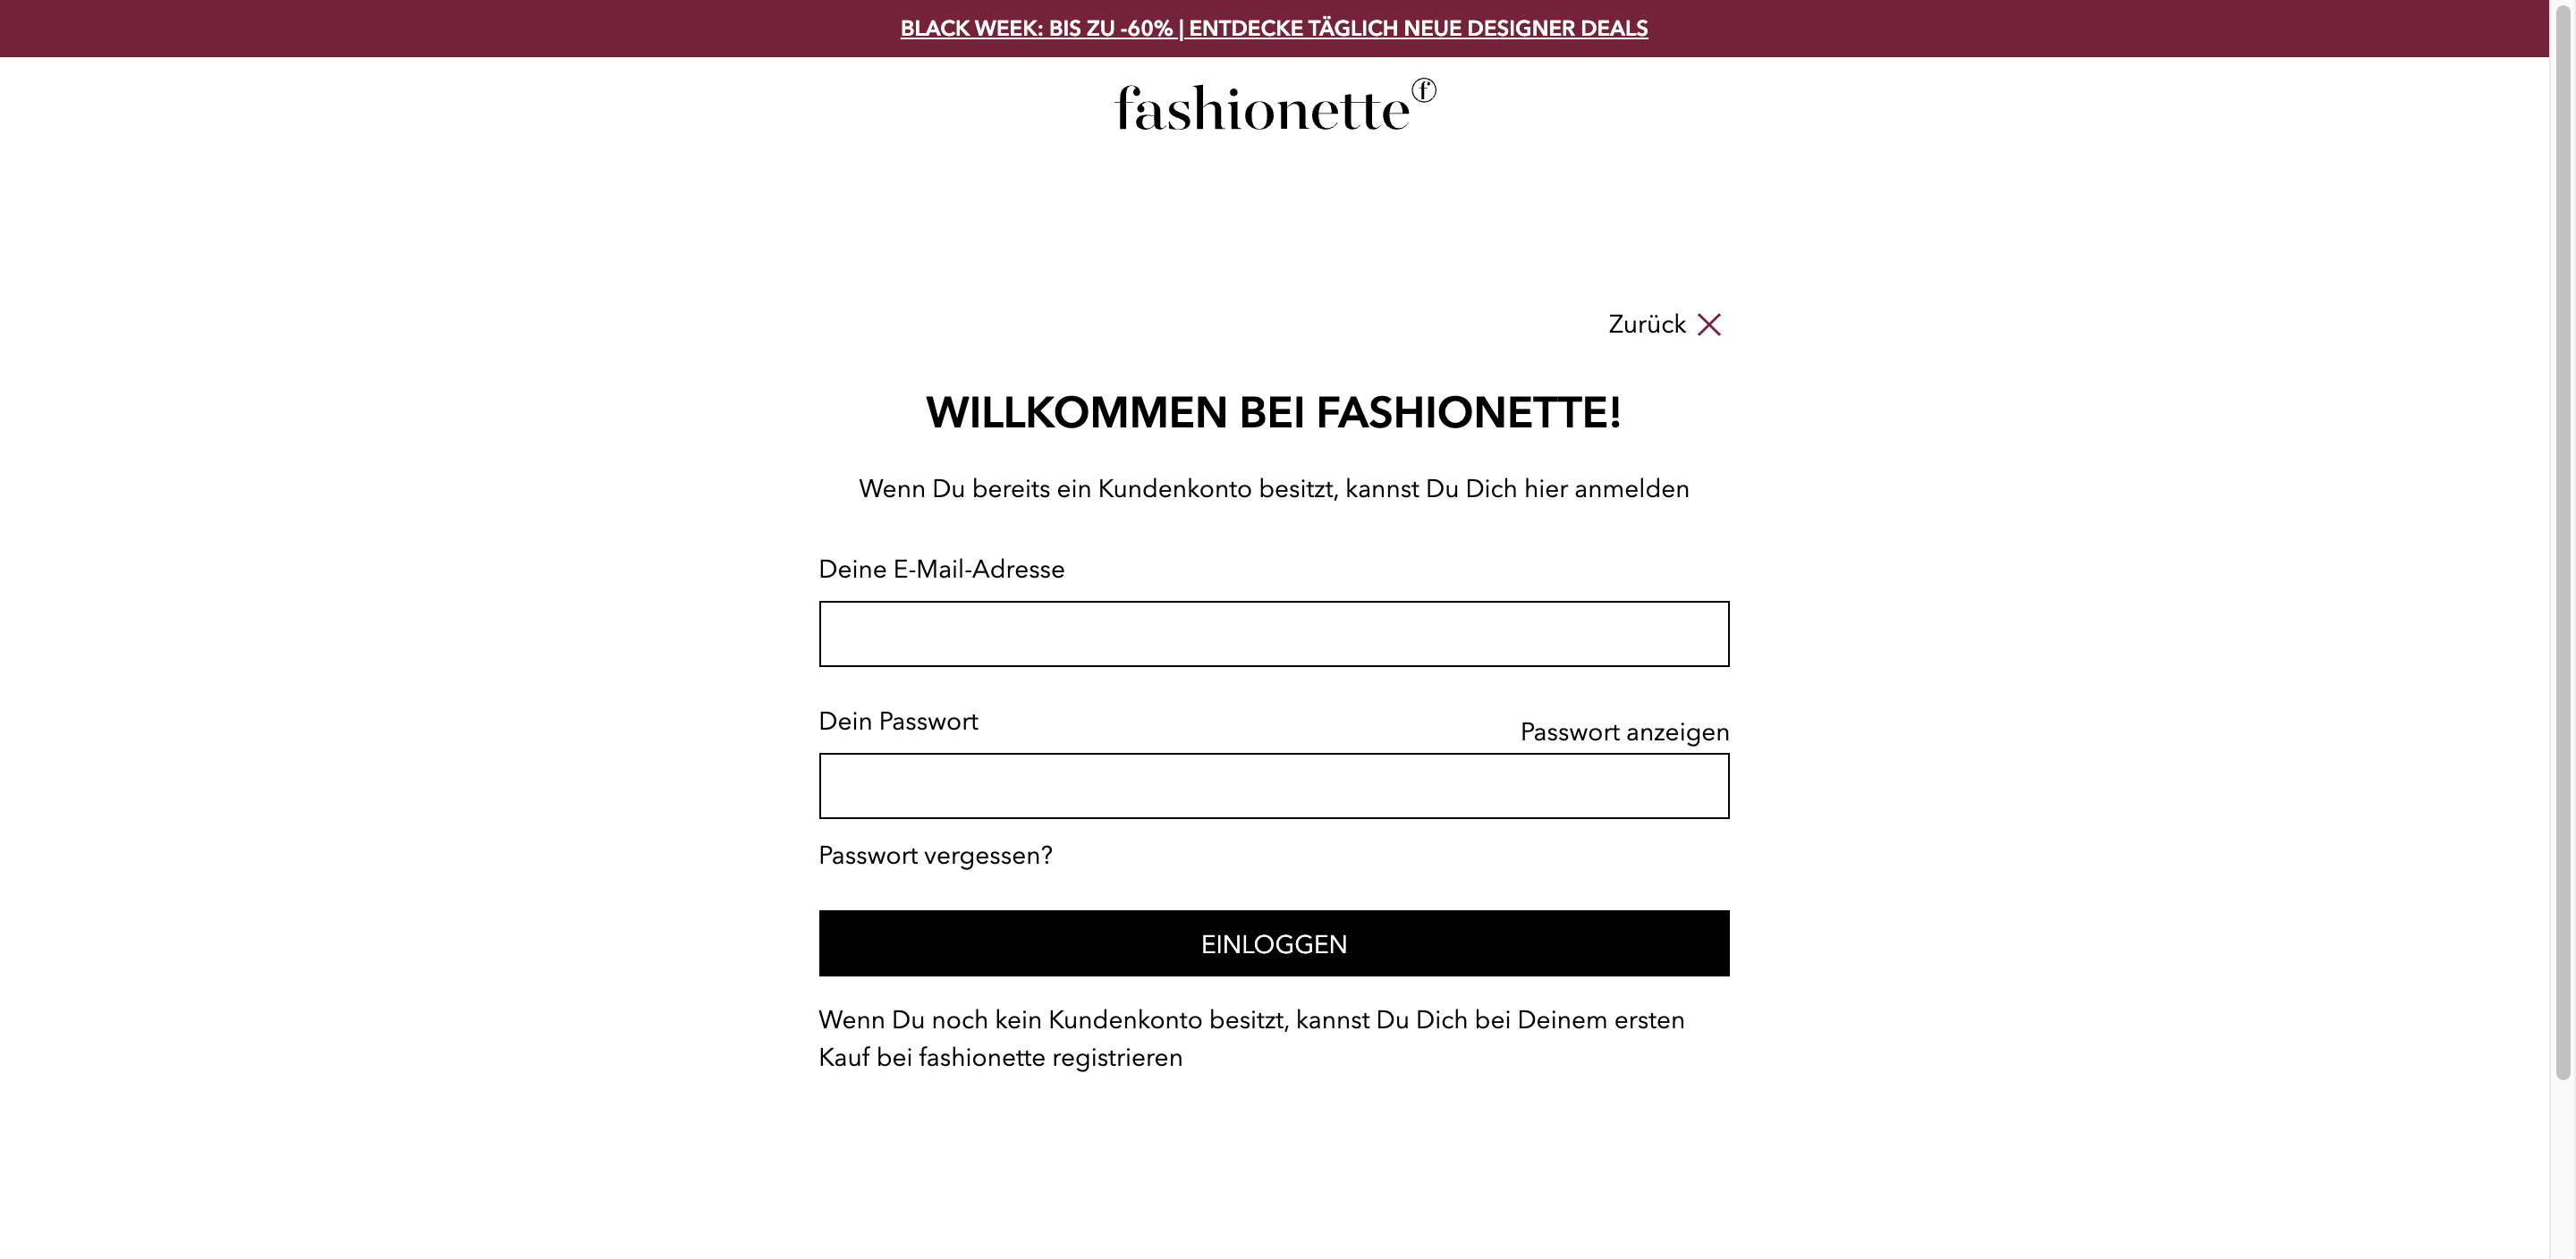 BLACK WEEK: BIS ZU -60% | ENTDECKE TÄGLICH NEUE DESIGNER DEALS
fashionette f
Zurück
WILLKOMMEN BEI FASHIONETTE!
Wenn Du bereits ein Kundenkonto besitzt, kannst Du Dich hier anmelden
Deine E-Mail-Adresse
Dein Passwort
Passwort anzeigen
Passwort vergessen?
EINLOGGEN
Wenn Du noch kein Kundenkonto besitzt, kannst Du Dich bei Deinem ersten
Kauf bei fashionette registrieren